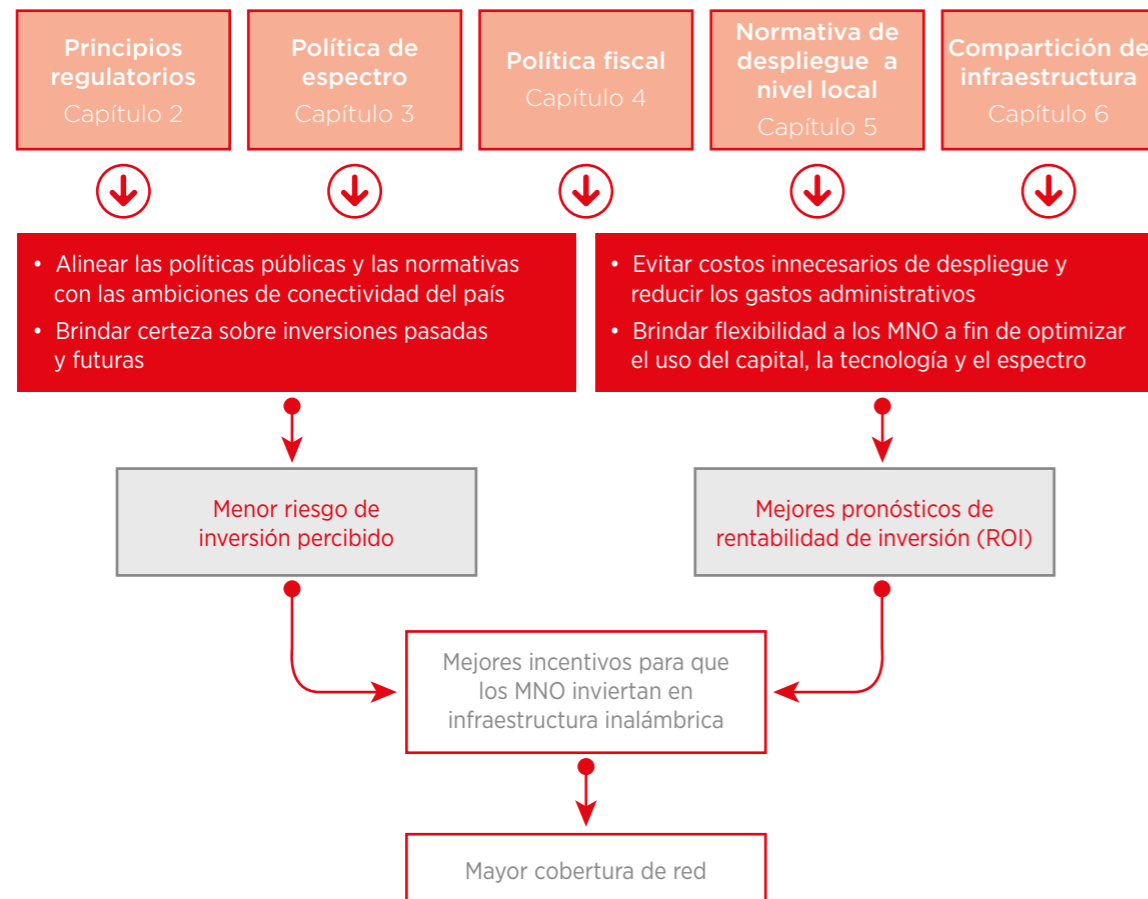 Principios
regulatorios
Capítulo 2
Política de
espectro
Capítulo 3
Política fiscal
Capítulo 4
Normativa de
despliegue a
nivel local
Capítulo 5
Compartición de
infraestructura
Capítulo 6
• Alinear las políticas públicas y las normativas
con las ambiciones de conectividad del país
• Brindar certeza sobre inversiones pasadas
y futuras
• Evitar costos innecesarios de despliegue y
reducir los gastos administrativos
• Brindar flexibilidad a los MNO a fin de optimizar
el uso del capital, la tecnología y el espectro
Menor riesgo de
inversión percibido
Mejores pronósticos de
rentabilidad de inversión (ROI)
Mejores incentivos para que
los MNO inviertan en
infraestructura inalámbrica
Mayor cobertura de red